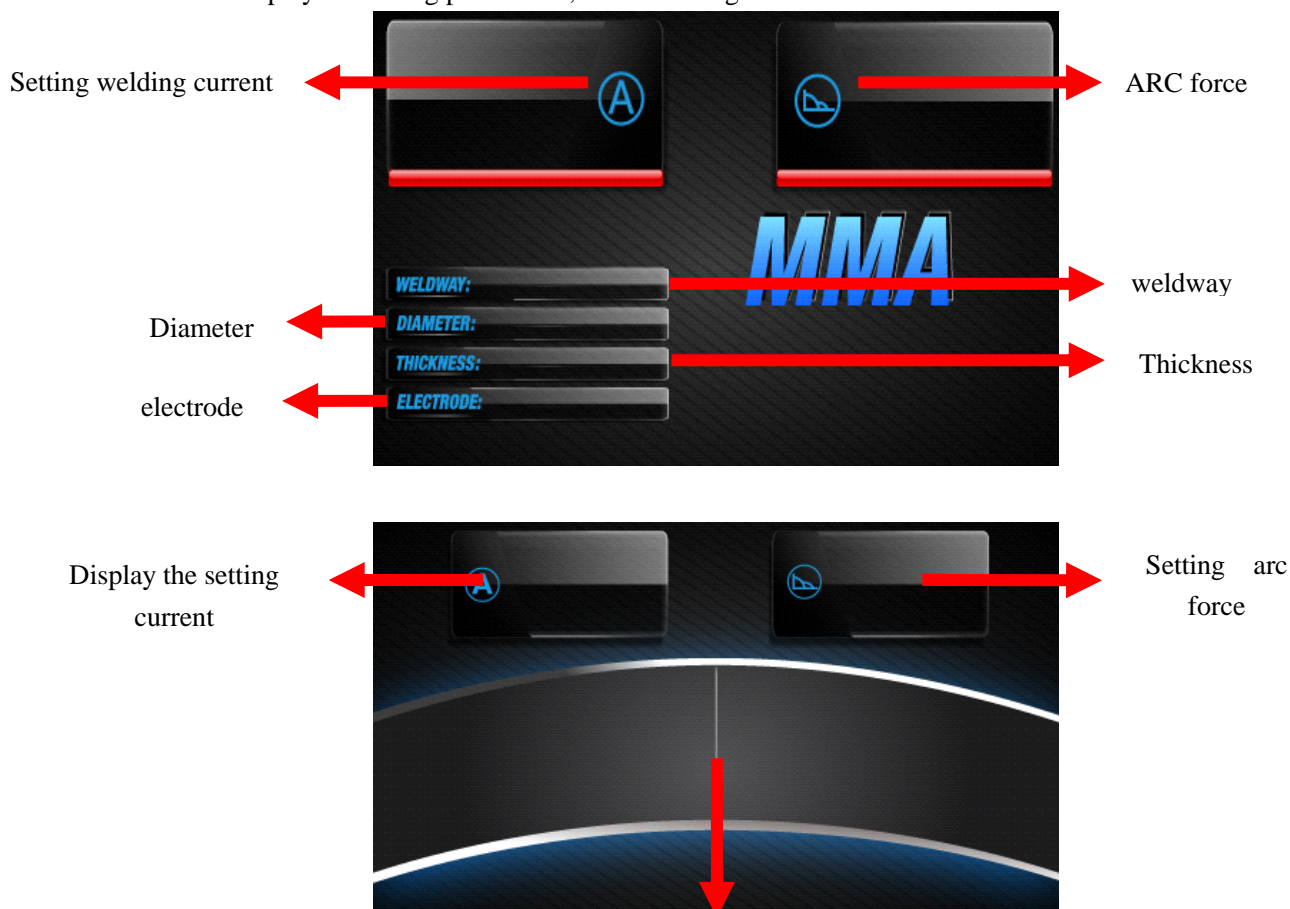 Setting welding current
A
ARC force
MMA
WELDWAY:
weldway
Diameter
DIAMETER:
THICKNESS:
Thickness
electrode
ELECTRODE:
Display the setting
current
A
Setting arc
force